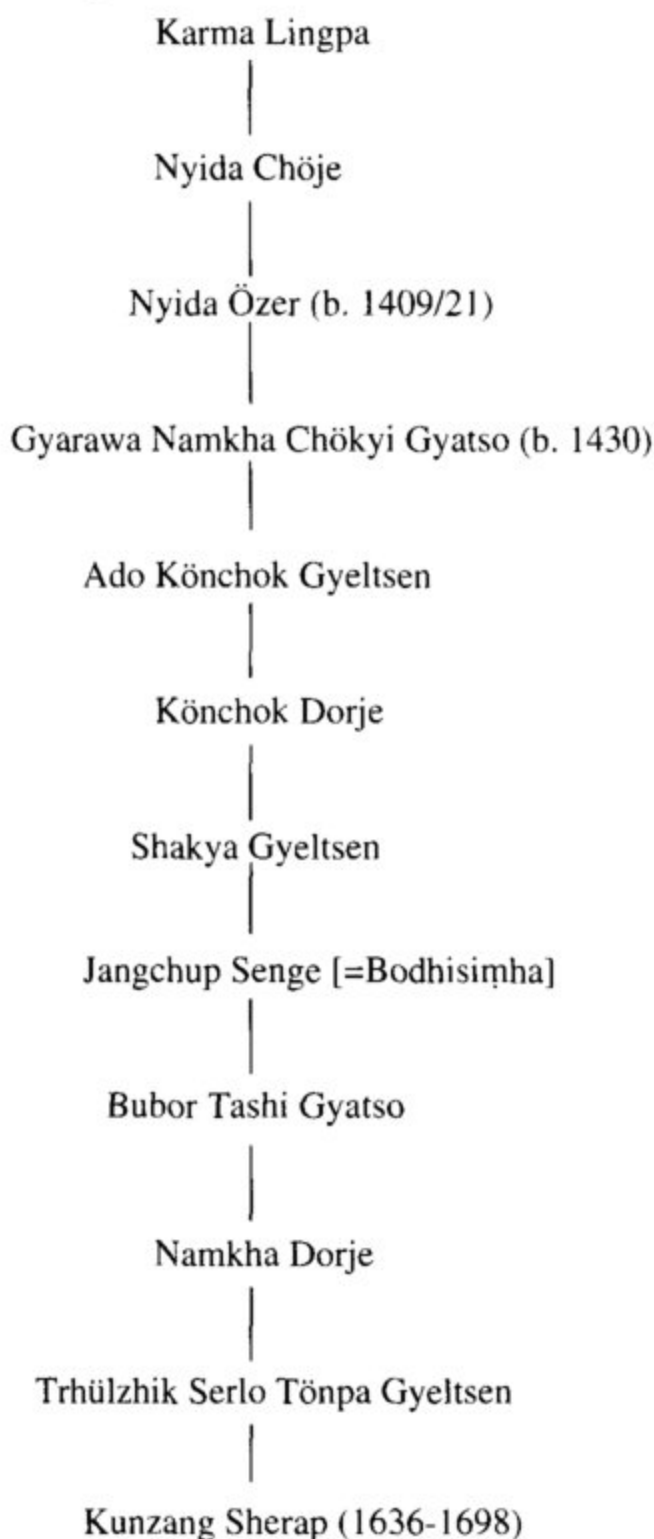 Karma Lingpa
Nyida Chöje
Nyida Özer (b. 1409/21)
Gyarawa Namkha Chökyi Gyatso (b. 1430)
Ado Könchok Gyeltsen
Könchok Dorje
Shakya Gyeltsen
Jangchup Senge [=Bodhisiṃha]
Bubor Tashi Gyatso
Namkha Dorje
Trhülzhik Serlo Tönpa Gyeltsen
Kunzang Sherap (1636-1698)